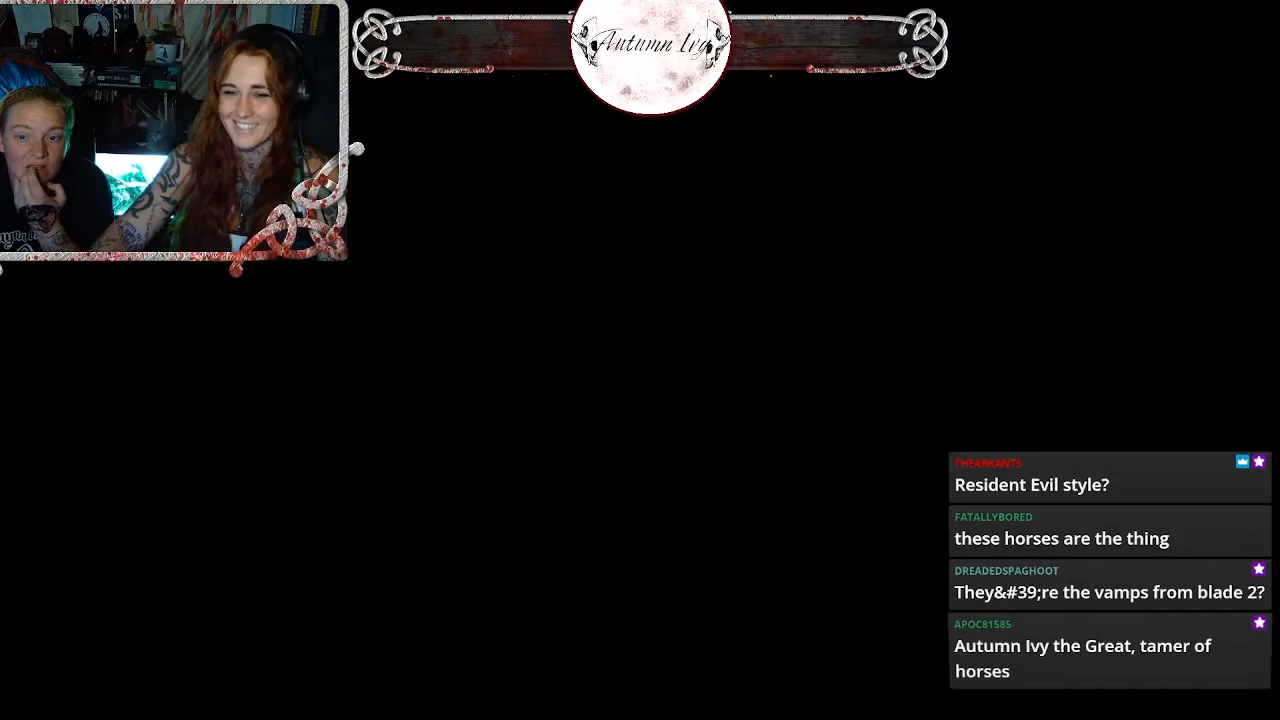 Autumn Ivy
THEARKANTS
Resident Evil style?
FATALLYBORED
these horses are the thing
DREADEDSPAGHOOT
They&#39;re the vamps from blade 2?
APOC81585
Autumn Ivy the Great, tamer of
horses